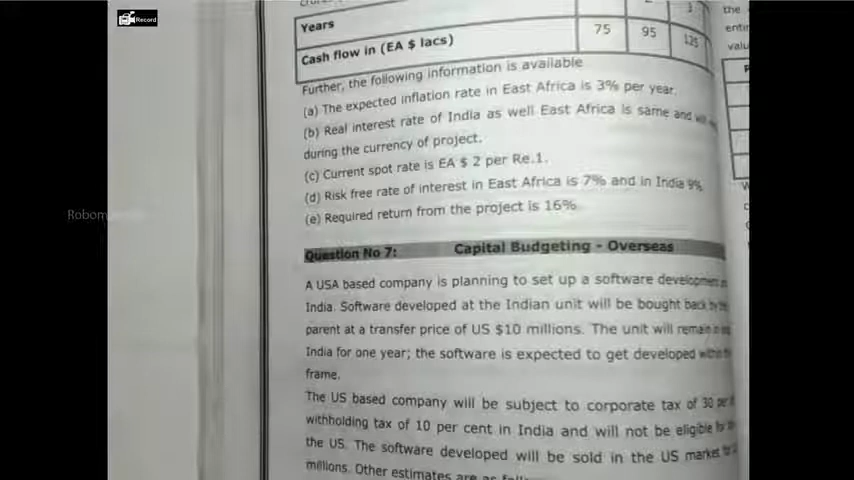 Record
3 the
Years
Cash flow in (EA $ lacs) 75 95 125
Further, the following information is available
(a) The expected inflation rate in East Africa is 3% per year.
(b) Real interest rate of India as well East Africa is same and
during the currency of project.
(c) Current spot rate is EA $ 2 per Re.1.
(d) Risk free rate of interest in East Africa is 7% and in India 9%
(e) Required return from the project is 16%
Question No 7: Capital Budgeting - Overseas
A USA based company is planning to set up a software development
India. Software developed at the Indian unit will be bought back by
parent at a transfer price of US $10 millions. The unit will remain
India for one year; the software is expected to get developed
frame.
The US based company will be subject to corporate tax of 30
withholding tax of 10 per cent in India and will not be eligible
the US. The software developed will be sold in the US market
millions. Other estimates are as